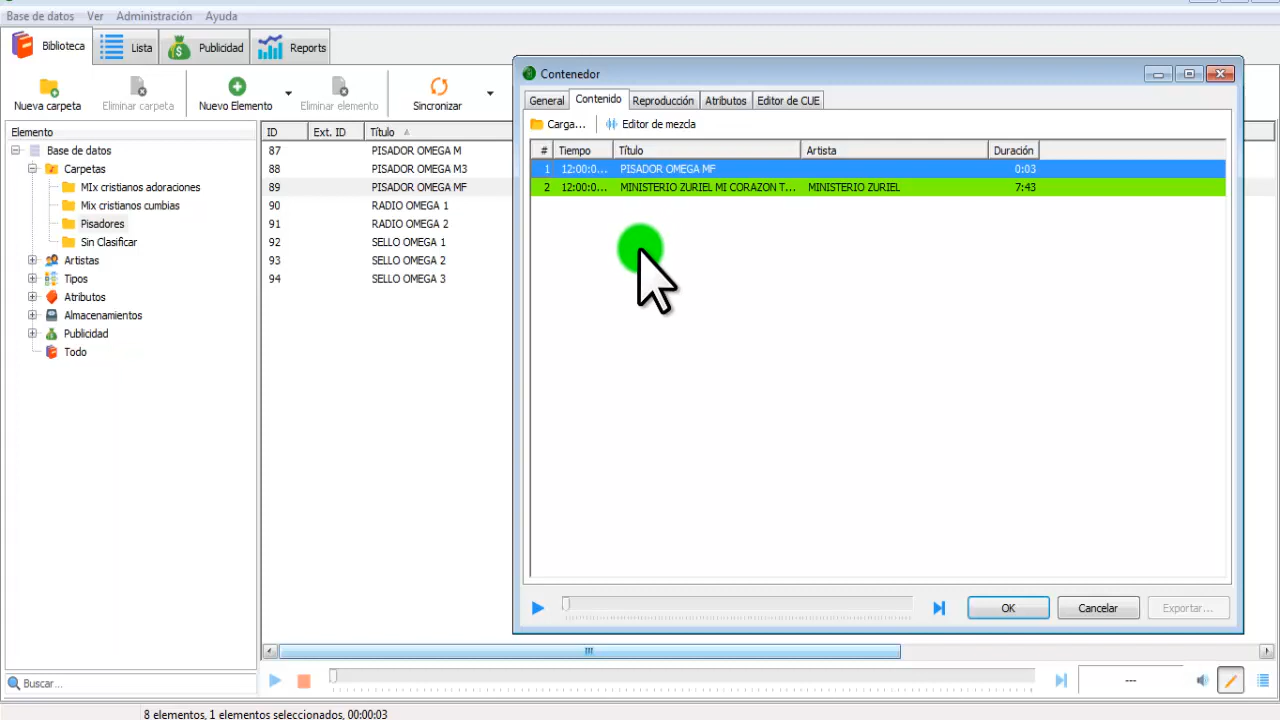 Base de datos Ver Administración Ayuda
Biblioteca Lista Publicidad Reports
Nueva carpeta Eliminar carpeta Nuevo Elemento Eliminar elemento Sincronizar
Elemento
Base de datos
Carpetas
MIx cristianos adoraciones
Mix cristianos cumbias
Pisadores
Sin Clasificar
Artistas
Tipos
Atributos
Almacenamientos
Publicidad
Todo
Buscar...
ID Ext. ID Título
87 PISADOR OMEGA M
88 PISADOR OMEGA M3
89 PISADOR OMEGA MF
90 RADIO OMEGA 1
91 RADIO OMEGA 2
92 SELLO OMEGA 1
93 SELLO OMEGA 2
94 SELLO OMEGA 3
Contenedor
General Contenido Reproducción Atributos Editor de CUE
Carga... Editor de mezcla
# Tiempo Título Artista Duración
1 12:00:0... PISADOR OMEGA MF 0:03
2 12:00:0... MINISTERIO ZURIEL MI CORAZON T... MINISTERIO ZURIEL 7:43
OK Cancelar Exportar...
---
8 elementos, 1 elementos seleccionados, 00:00:03